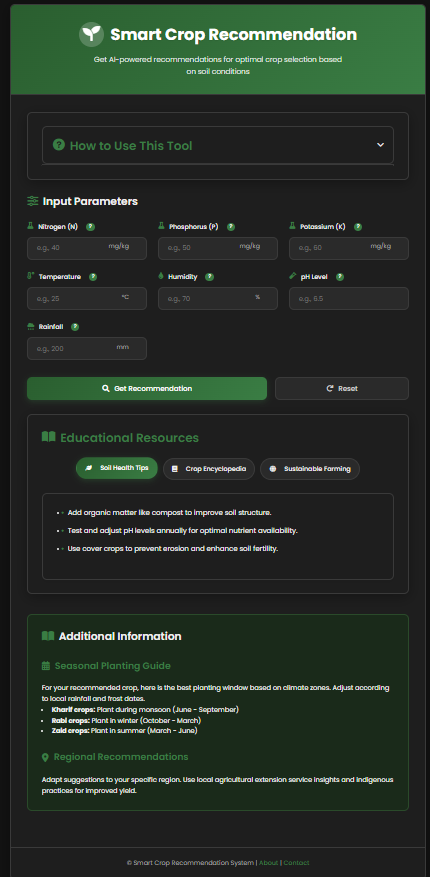 Smart Crop Recommendation
Get AI-powered recommendations for optimal crop selection based
on soil conditions
? How to Use This Tool
Input Parameters
Nitrogen (N) ? Phosphorus (P) ? Potassium (K) ?
e.g., 40 mg/kg e.g., 50 mg/kg e.g., 60 mg/kg
Temperature ? Humidity ? pH Level ?
e.g., 25 °C e.g., 70 % e.g., 6.5
Rainfall ?
e.g., 200 mm
Get Recommendation Reset
Educational Resources
Soil Health Tips Crop Encyclopedia Sustainable Farming
• Add organic matter like compost to improve soil structure.
• Test and adjust pH levels annually for optimal nutrient availability.
• Use cover crops to prevent erosion and enhance soil fertility.
Additional Information
Seasonal Planting Guide
For your recommended crop, here is the best planting window based on climate zones. Adjust according
to local rainfall and frost dates.
• Kharif crops: Plant during monsoon (June - September)
• Rabi crops: Plant in winter (October - March)
• Zaid crops: Plant in summer (March - June)
Regional Recommendations
Adapt suggestions to your specific region. Use local agricultural extension service insights and indigenous
practices for improved yield.
© Smart Crop Recommendation System | About | Contact